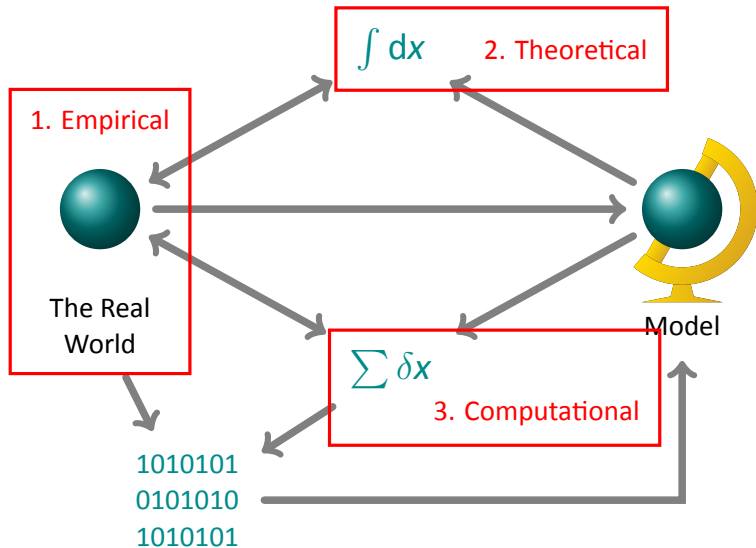 ∫ dx
2. Theoretical
1. Empirical
The Real
World
Model
∑ δx
3. Computational
1010101
0101010
1010101